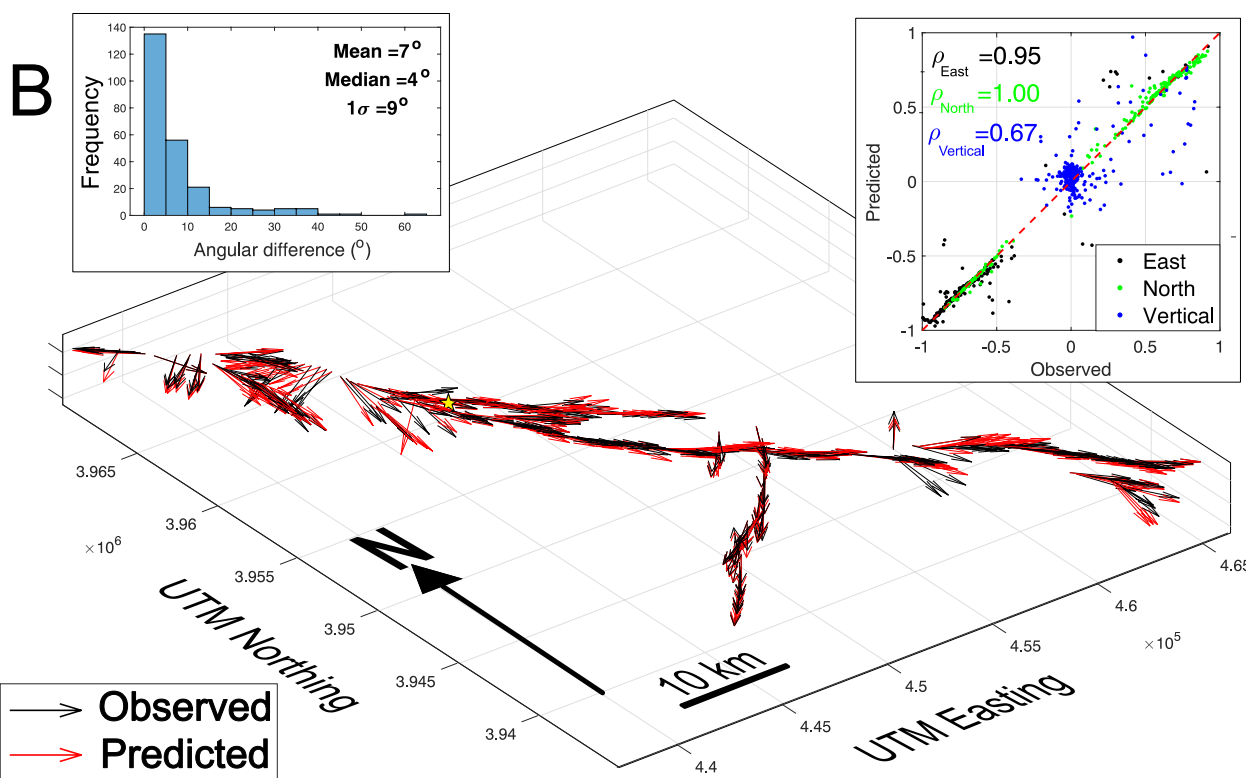 B
Frequency
140
120
100
80
60
40
20
0
0 10 20 30 40 50 60
Angular difference (°)
Mean =7°
Median =4°
1σ =9°
Predicted
1
0.5
0
-0.5
-1
-1 -0.5 0 0.5 1
Observed
ρEast =0.95
ρNorth =1.00
ρVertical =0.67
East
North
Vertical
3.965
3.96
3.955
3.95
3.945
3.94
×10⁶
UTM Northing
N
10 km
4.4
4.45
4.5
4.55
4.6
4.65
×10⁵
UTM Easting
Observed
Predicted